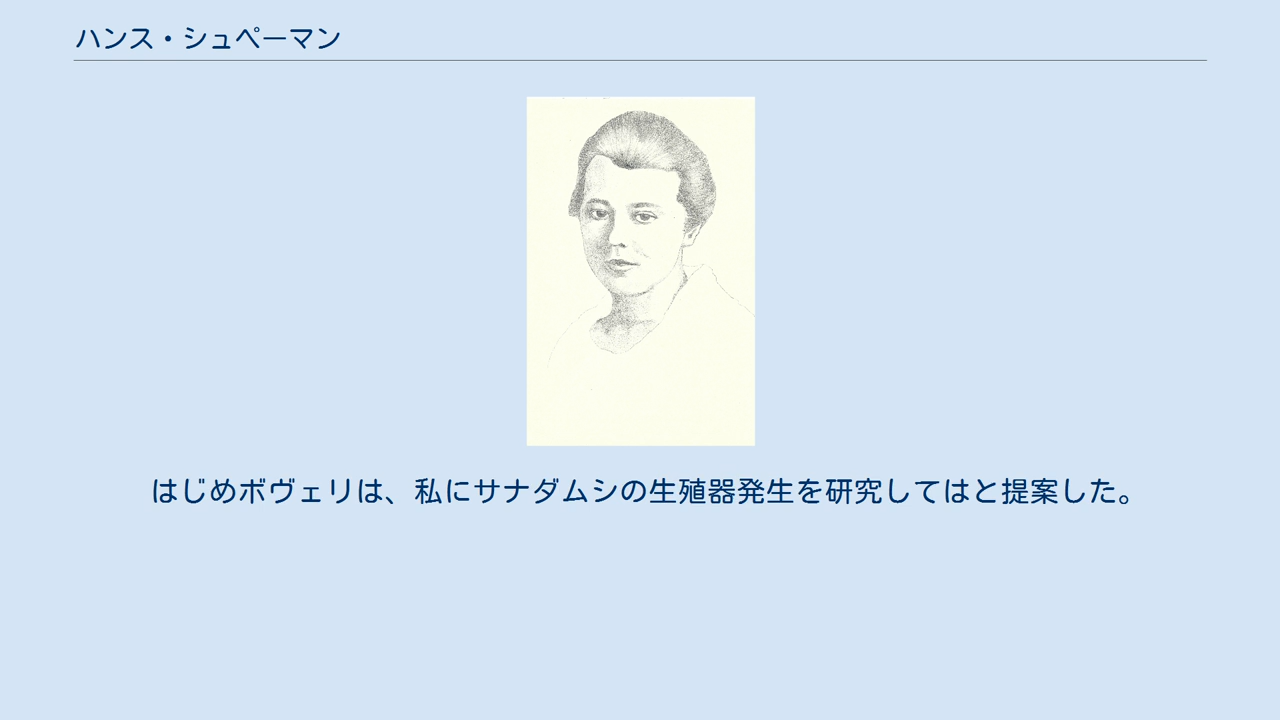 ハンス・シュペーマン
はじめボヴェリは、私にサナダムシの生殖器発生を研究してはと提案した。